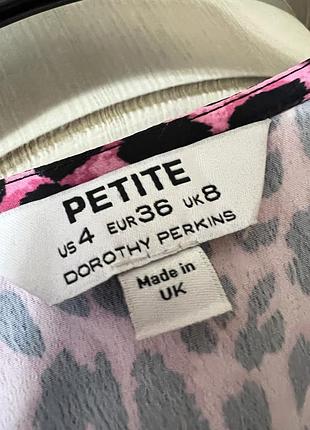 PETITE
US 4 EUR 36 UK 8
DOROTHY PERKINS
Made in
UK